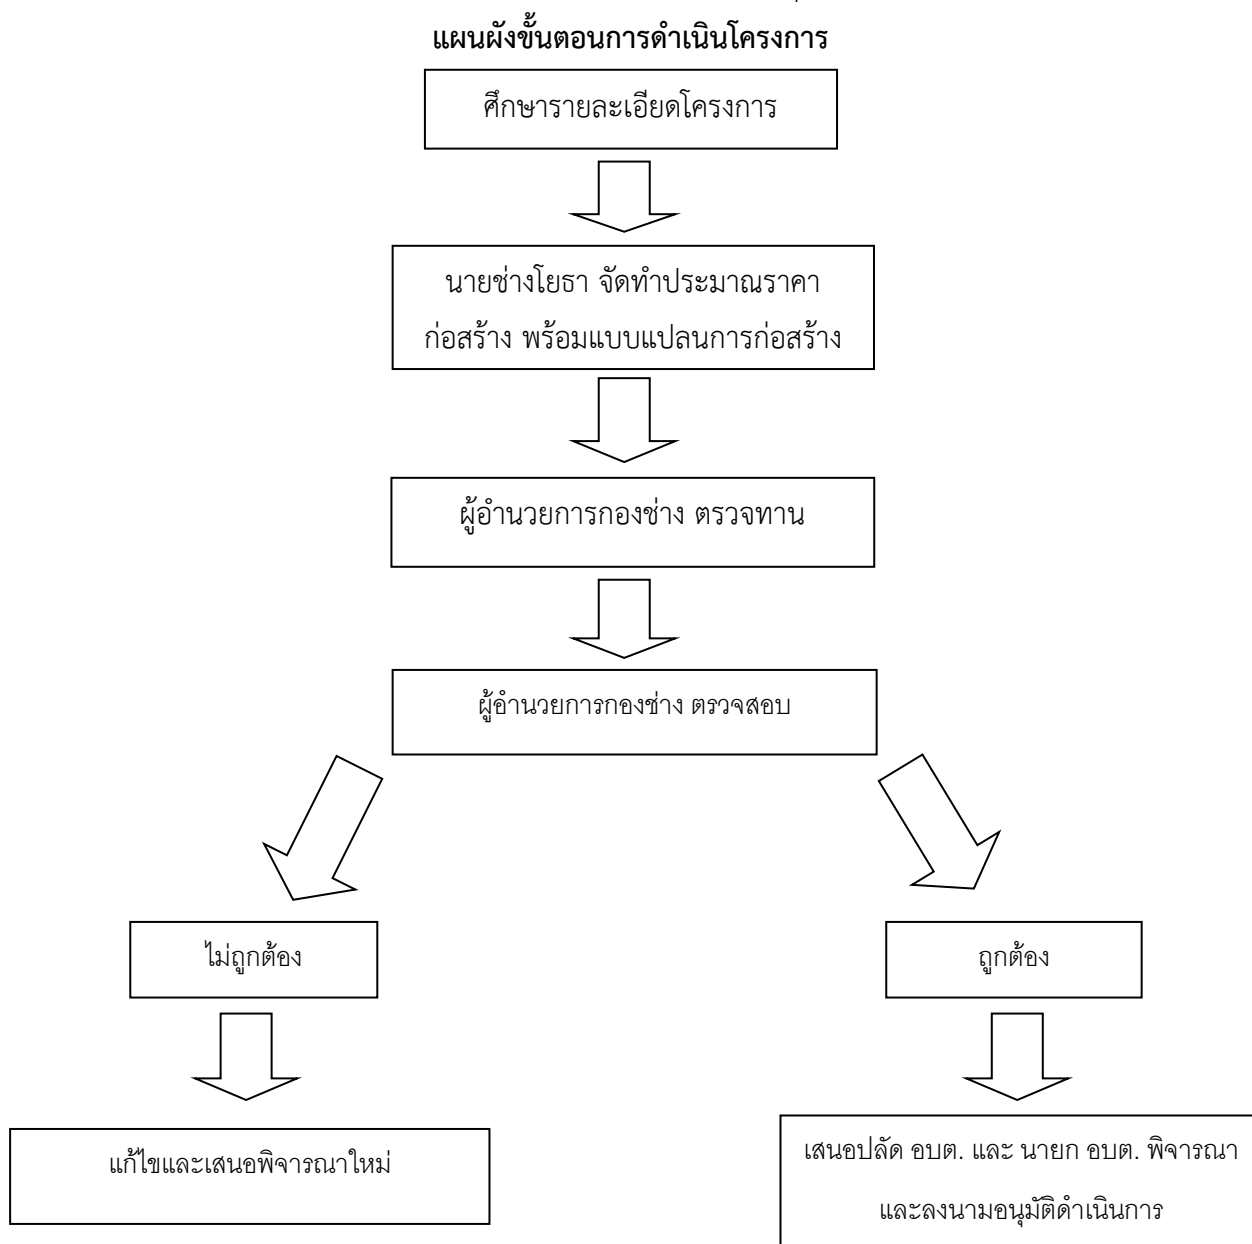 แผนผังขั้นตอนการดำเนินโครงการ
ศึกษารายละเอียดโครงการ
นายช่างโยธา จัดทำประมาณราคา
ก่อสร้าง พร้อมแบบแปลนการก่อสร้าง
ผู้อำนวยการกองช่าง ตรวจทาน
ผู้อำนวยการกองช่าง ตรวจสอบ
ไม่ถูกต้อง
ถูกต้อง
แก้ไขและเสนอพิจารณาใหม่
เสนอปลัด อบต. และ นายก อบต. พิจารณา
และลงนามอนุมัติดำเนินการ